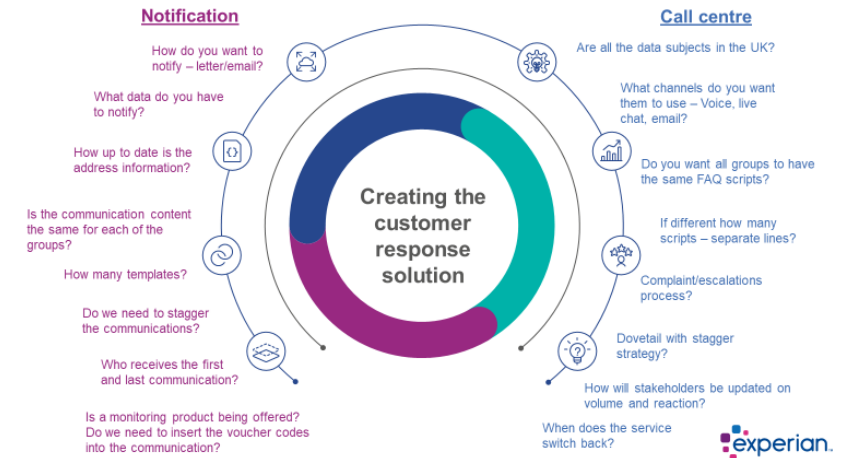 Notification
How do you want to
notify – letter/email?
What data do you have
to notify?
How up to date is the
address information?
Is the communication content
the same for each of the
groups?
How many templates?
Do we need to stagger
the communications?
Who receives the first
and last communication?
Is a monitoring product being offered?
Do we need to insert the voucher codes
into the communication?
Creating the
customer
response
solution
Call centre
Are all the data subjects in the UK?
What channels do you want
them to use – Voice, live
chat, email?
Do you want all groups to have
the same FAQ scripts?
If different how many
scripts – separate lines?
Complaint/escalations
process?
Dovetail with stagger
strategy?
How will stakeholders be updated on
volume and reaction?
When does the service
switch back?
experian.